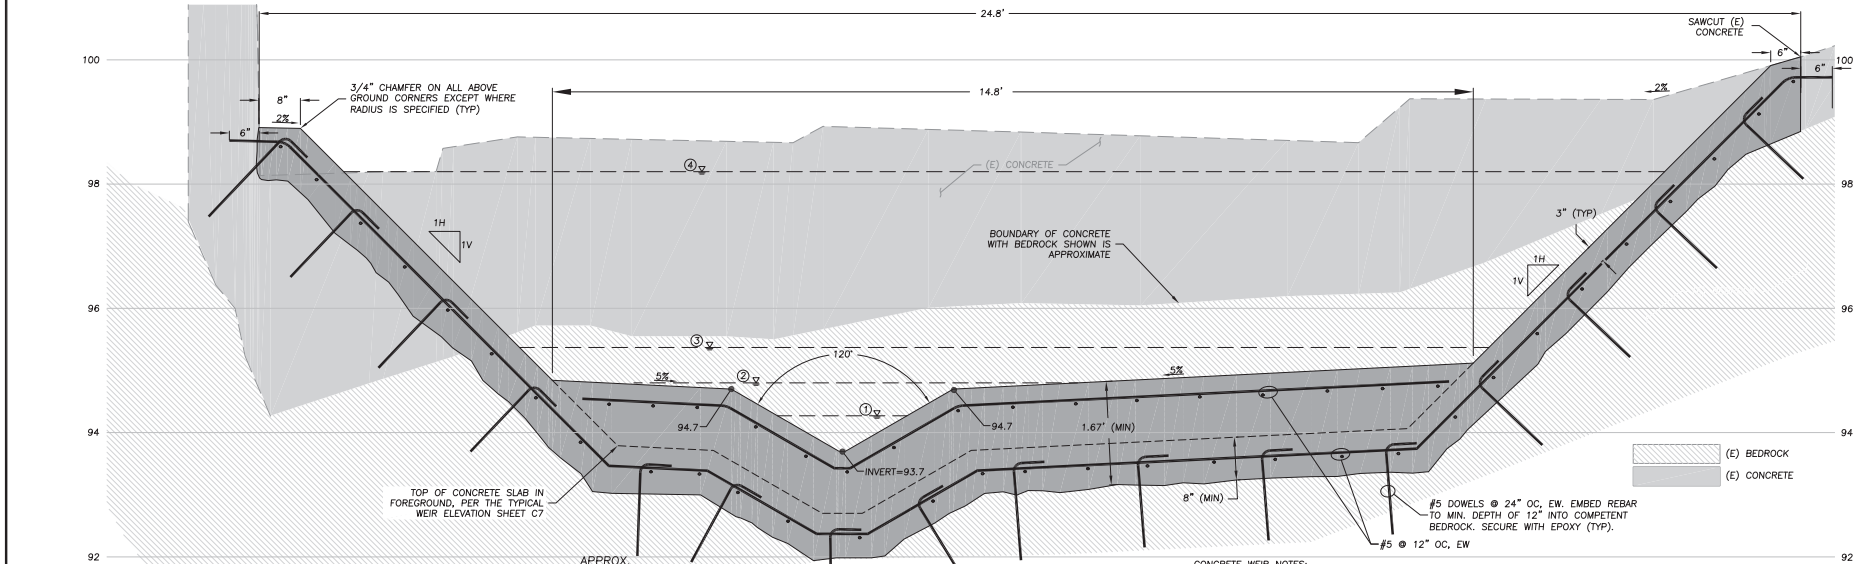 24.8'
SAWCUT (E)
CONCRETE
6"
100
100
6"
3/4" CHAMFER ON ALL ABOVE
GROUND CORNERS EXCEPT WHERE
RADIUS IS SPECIFIED (TYP)
8"
14.8'
2%
2%
6"
4
(E) CONCRETE
98
98
3" (TYP)
1H
1V
BOUNDARY OF CONCRETE
WITH BEDROCK SHOWN IS
APPROXIMATE
1H
1V
96
96
3
120°
5%
2
5%
1
94.7
94.7
1.67' (MIN)
94
94
INVERT=93.7
(E) BEDROCK
(E) CONCRETE
TOP OF CONCRETE SLAB IN
FOREGROUND, PER THE TYPICAL
WEIR ELEVATION SHEET C7
8" (MIN)
#5 DOWELS @ 24" OC, EW. EMBED REBAR
TO MIN. DEPTH OF 12" INTO COMPETENT
BEDROCK. SECURE WITH EPOXY (TYP).
#5 @ 12" OC, EW
92
92
APPROX.
CONCRETE WEIR NOTES: